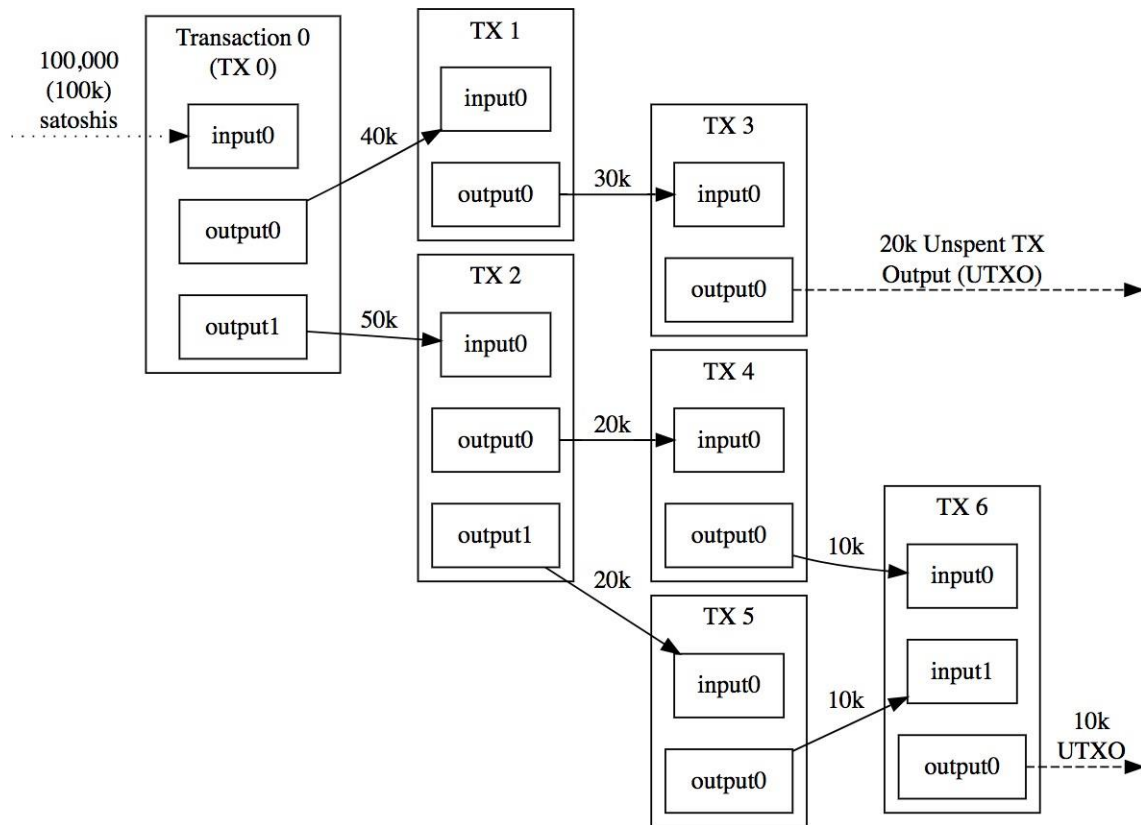 100,000
(100k)
satoshis
Transaction 0
(TX 0)
input0
output0
output1
40k
50k
TX 1
input0
output0
30k
TX 2
input0
output0
output1
20k
20k
TX 3
input0
output0
20k Unspent TX
Output (UTXO)
TX 4
input0
output0
10k
TX 5
input0
output0
10k
TX 6
input0
input1
output0
10k
UTXO